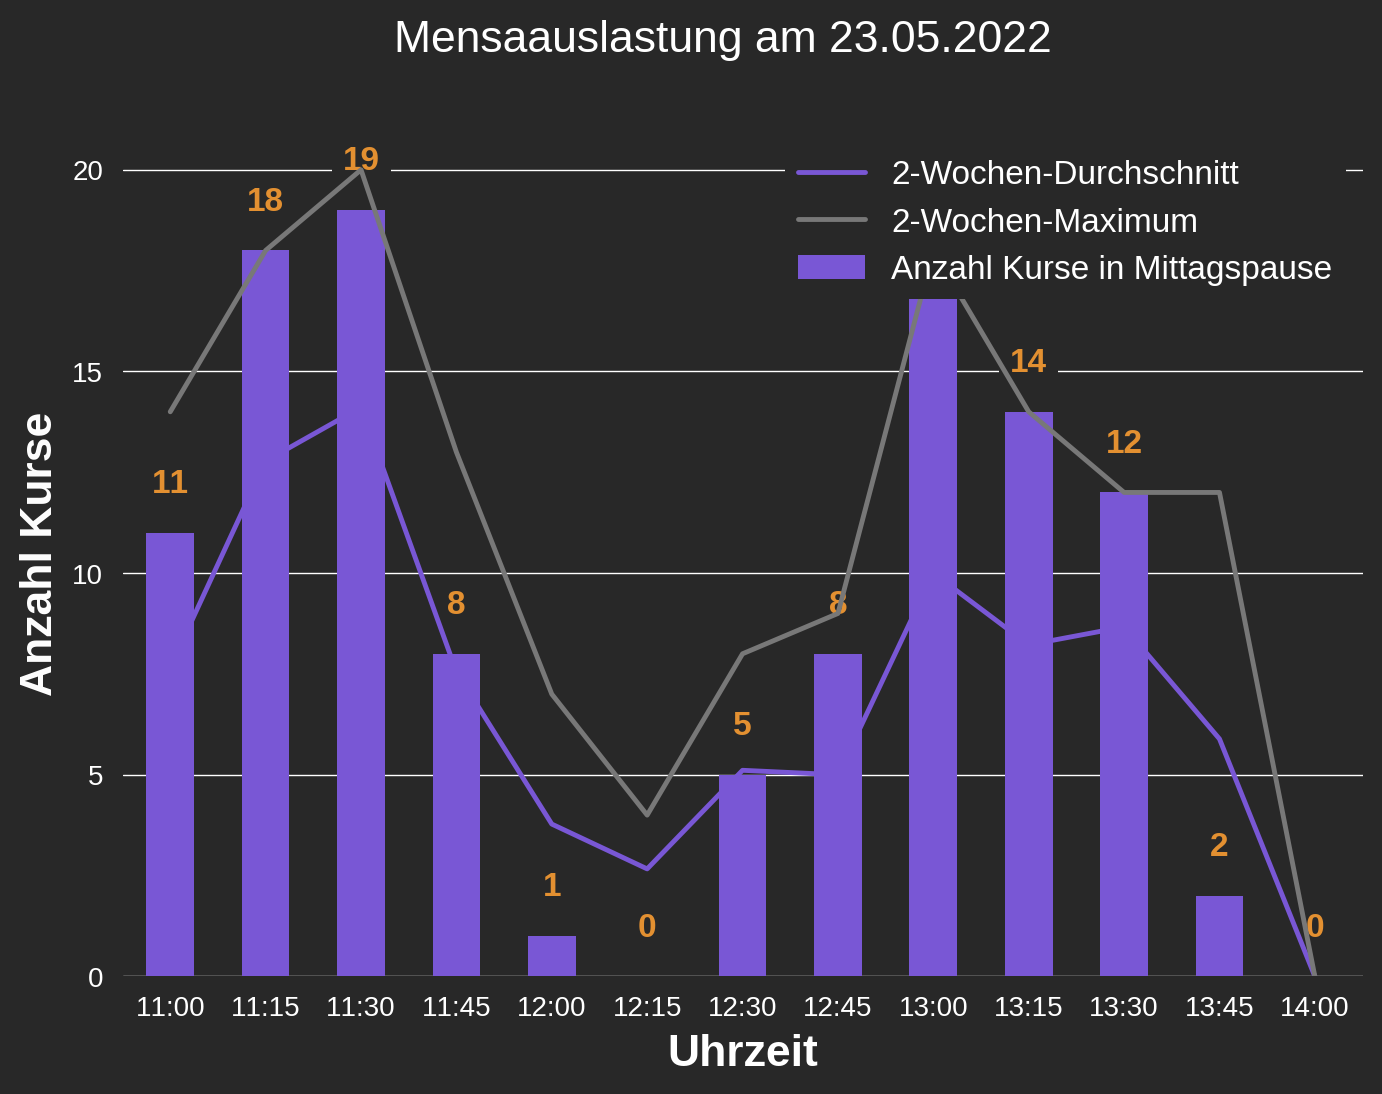 Mensaauslastung am 23.05.2022
2-Wochen-Durchschnitt
2-Wochen-Maximum
Anzahl Kurse in Mittagspause
Anzahl Kurse
20
15
10
5
0
11
18
19
8
1
0
5
8
14
12
2
0
11:00 11:15 11:30 11:45 12:00 12:15 12:30 12:45 13:00 13:15 13:30 13:45 14:00
Uhrzeit